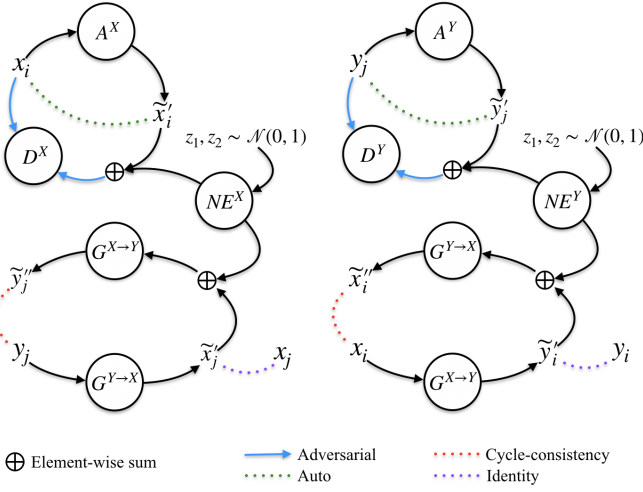 A^X
x_i
x̃'_i
D^X
⊕
z_1, z_2 ~ 𝒩(0, 1)
NE^X
G^{X→Y}
⊕
ỹ''_j
y_j
G^{Y→X}
x̃'_j
x_j
A^Y
y_j
ỹ'_j
D^Y
⊕
z_1, z_2 ~ 𝒩(0, 1)
NE^Y
G^{Y→X}
⊕
x̃''_i
x_i
G^{X→Y}
ỹ'_i
y_i
⊕ Element-wise sum
Adversarial
Auto
Cycle-consistency
Identity